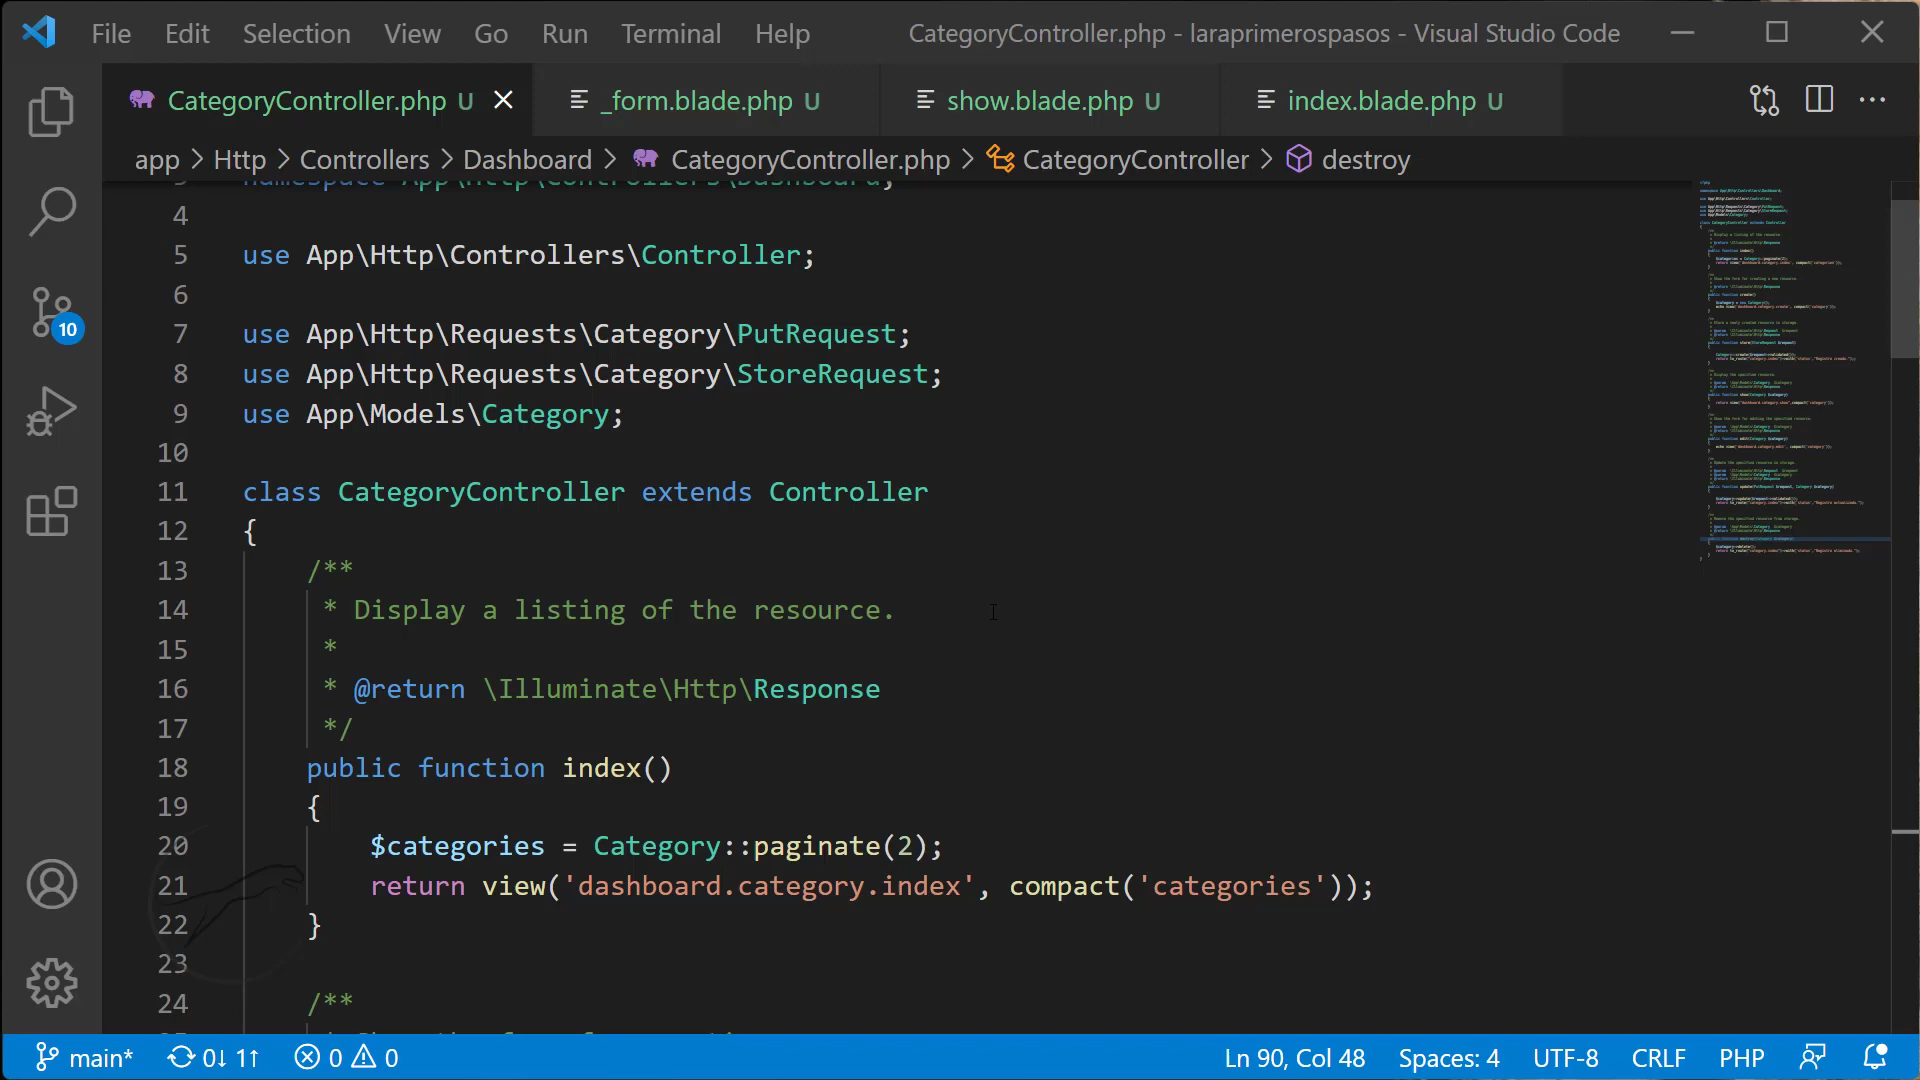 File Edit Selection View Go Run Terminal Help CategoryController.php - laraprimerospasos - Visual Studio Code
CategoryController.php U _form.blade.php U show.blade.php U index.blade.php U
app > Http > Controllers > Dashboard > CategoryController.php > CategoryController > destroy
4
5 use App\Http\Controllers\Controller;
6
7 use App\Http\Requests\Category\PutRequest;
8 use App\Http\Requests\Category\StoreRequest;
9 use App\Models\Category;
10
11 class CategoryController extends Controller
12 {
13 /**
14 * Display a listing of the resource.
15 *
16 * @return \Illuminate\Http\Response
17 */
18 public function index()
19 {
20 $categories = Category::paginate(2);
21 return view('dashboard.category.index', compact('categories'));
22 }
23
24 /**
10
main* 0↓ 1↑ 0 0 Ln 90, Col 48 Spaces: 4 UTF-8 CRLF PHP